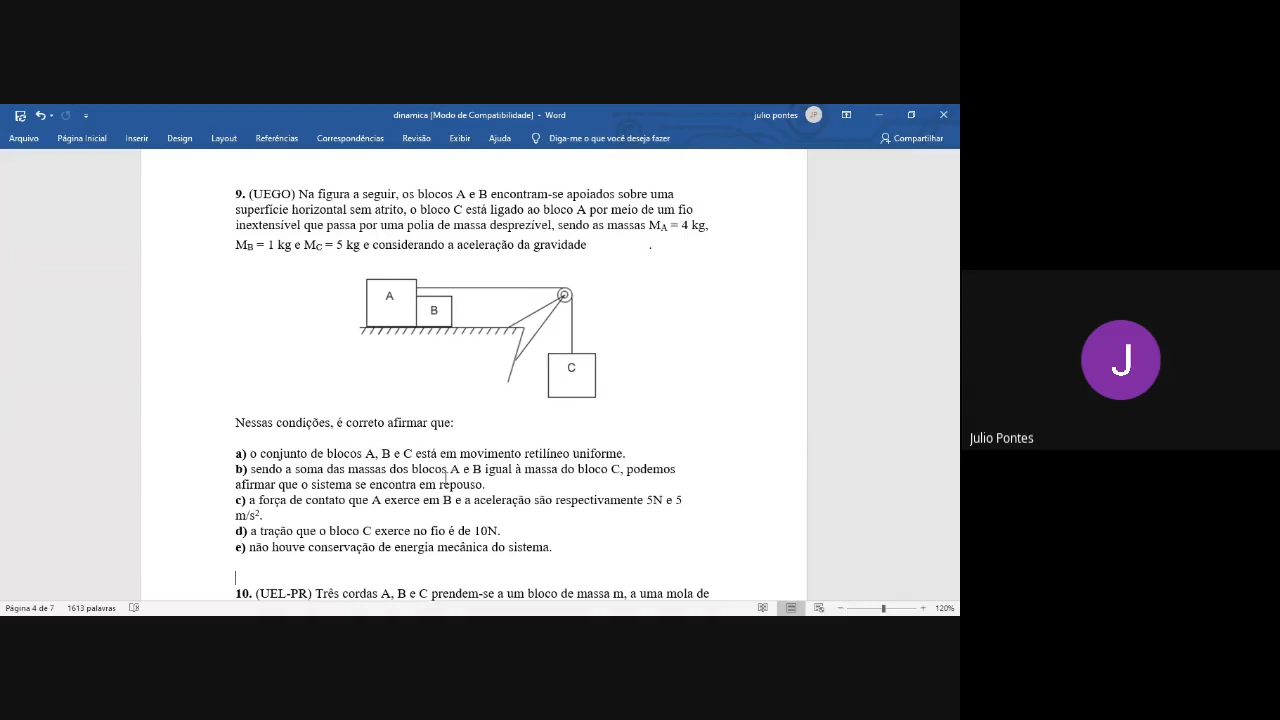 dinamica [Modo de Compatibilidade] - Word
julio pontes
JP
Arquivo Página Inicial Inserir Design Layout Referências Correspondências Revisão Exibir Ajuda Diga-me o que você deseja fazer Compartilhar
9. (UEGO) Na figura a seguir, os blocos A e B encontram-se apoiados sobre uma
superfície horizontal sem atrito, o bloco C está ligado ao bloco A por meio de um fio
inextensível que passa por uma polia de massa desprezível, sendo as massas MA = 4 kg,
MB = 1 kg e MC = 5 kg e considerando a aceleração da gravidade .
A
B
C
Nessas condições, é correto afirmar que:
a) o conjunto de blocos A, B e C está em movimento retilíneo uniforme.
b) sendo a soma das massas dos blocos A e B igual à massa do bloco C, podemos
afirmar que o sistema se encontra em repouso.
c) a força de contato que A exerce em B e a aceleração são respectivamente 5N e 5
m/s².
d) a tração que o bloco C exerce no fio é de 10N.
e) não houve conservação de energia mecânica do sistema.
10. (UEL-PR) Três cordas A, B e C prendem-se a um bloco de massa m, a uma mola de
Página 4 de 7 1613 palavras 120%
J
Julio Pontes